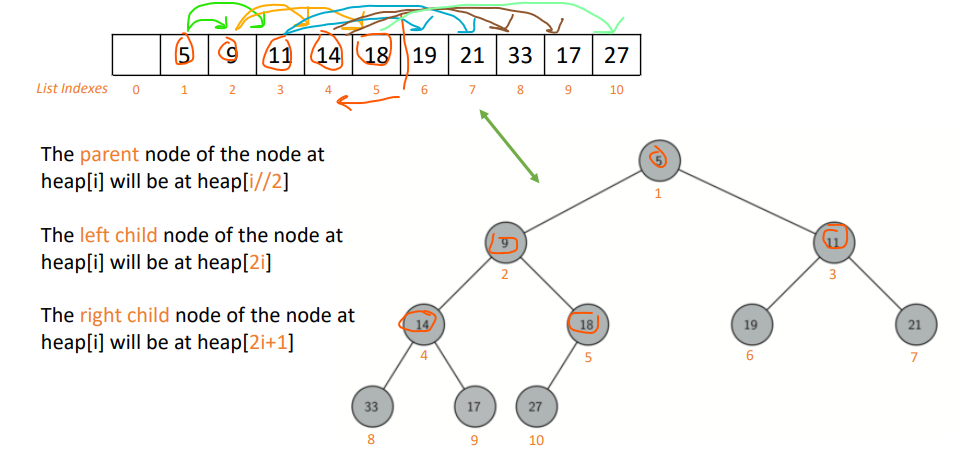 5 9 11 14 18 19 21 33 17 27
List Indexes 0 1 2 3 4 5 6 7 8 9 10
The parent node of the node at
heap[i] will be at heap[i//2]
The left child node of the node at
heap[i] will be at heap[2i]
The right child node of the node at
heap[i] will be at heap[2i+1]
5
1
9 11
2 3
14 18 19 21
4 5 6 7
33 17 27
8 9 10